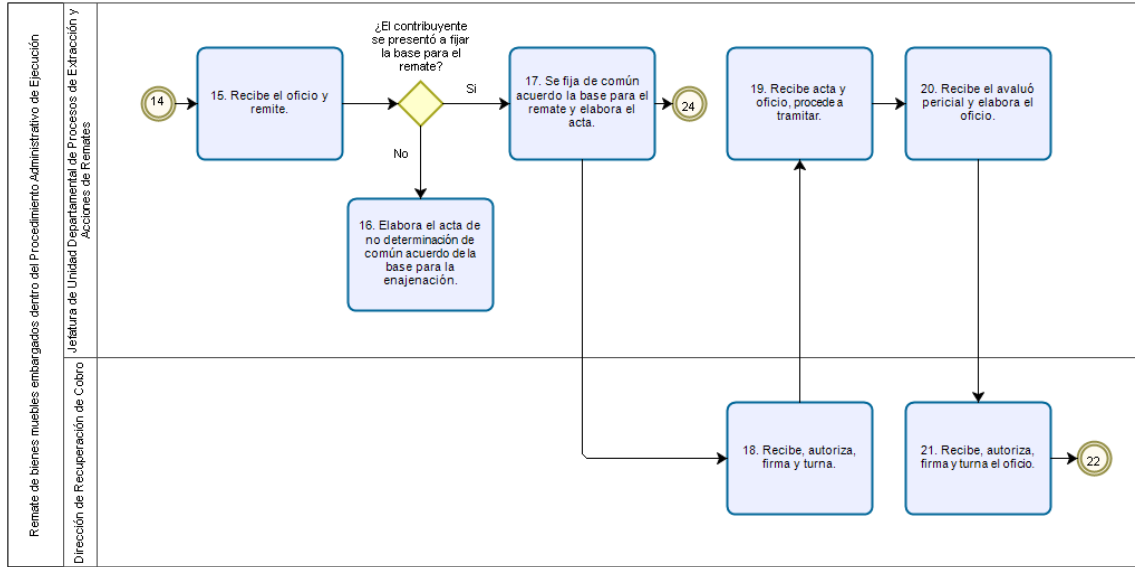 Remate de bienes muebles embargados dentro del Procedimiento Administrativo de Ejecución
Jefatura de Unidad Departamental de Procesos de Extracción y
Acciones de Remates
14
15. Recibe el oficio y
remite.
¿El contribuyente
se presentó a fijar
la base para el
remate?
Si
No
16. Elabora el acta de
no determinación de
común acuerdo de la
base para la
enajenación.
17. Se fija de común
acuerdo la base para el
remate y elabora el
acta.
24
19. Recibe acta y
oficio, procede a
tramitar.
20. Recibe el avaluó
pericial y elabora el
oficio.
Dirección de Recuperación de Cobro
18. Recibe, autoriza,
firma y turna.
21. Recibe, autoriza,
firma y turna el oficio.
22